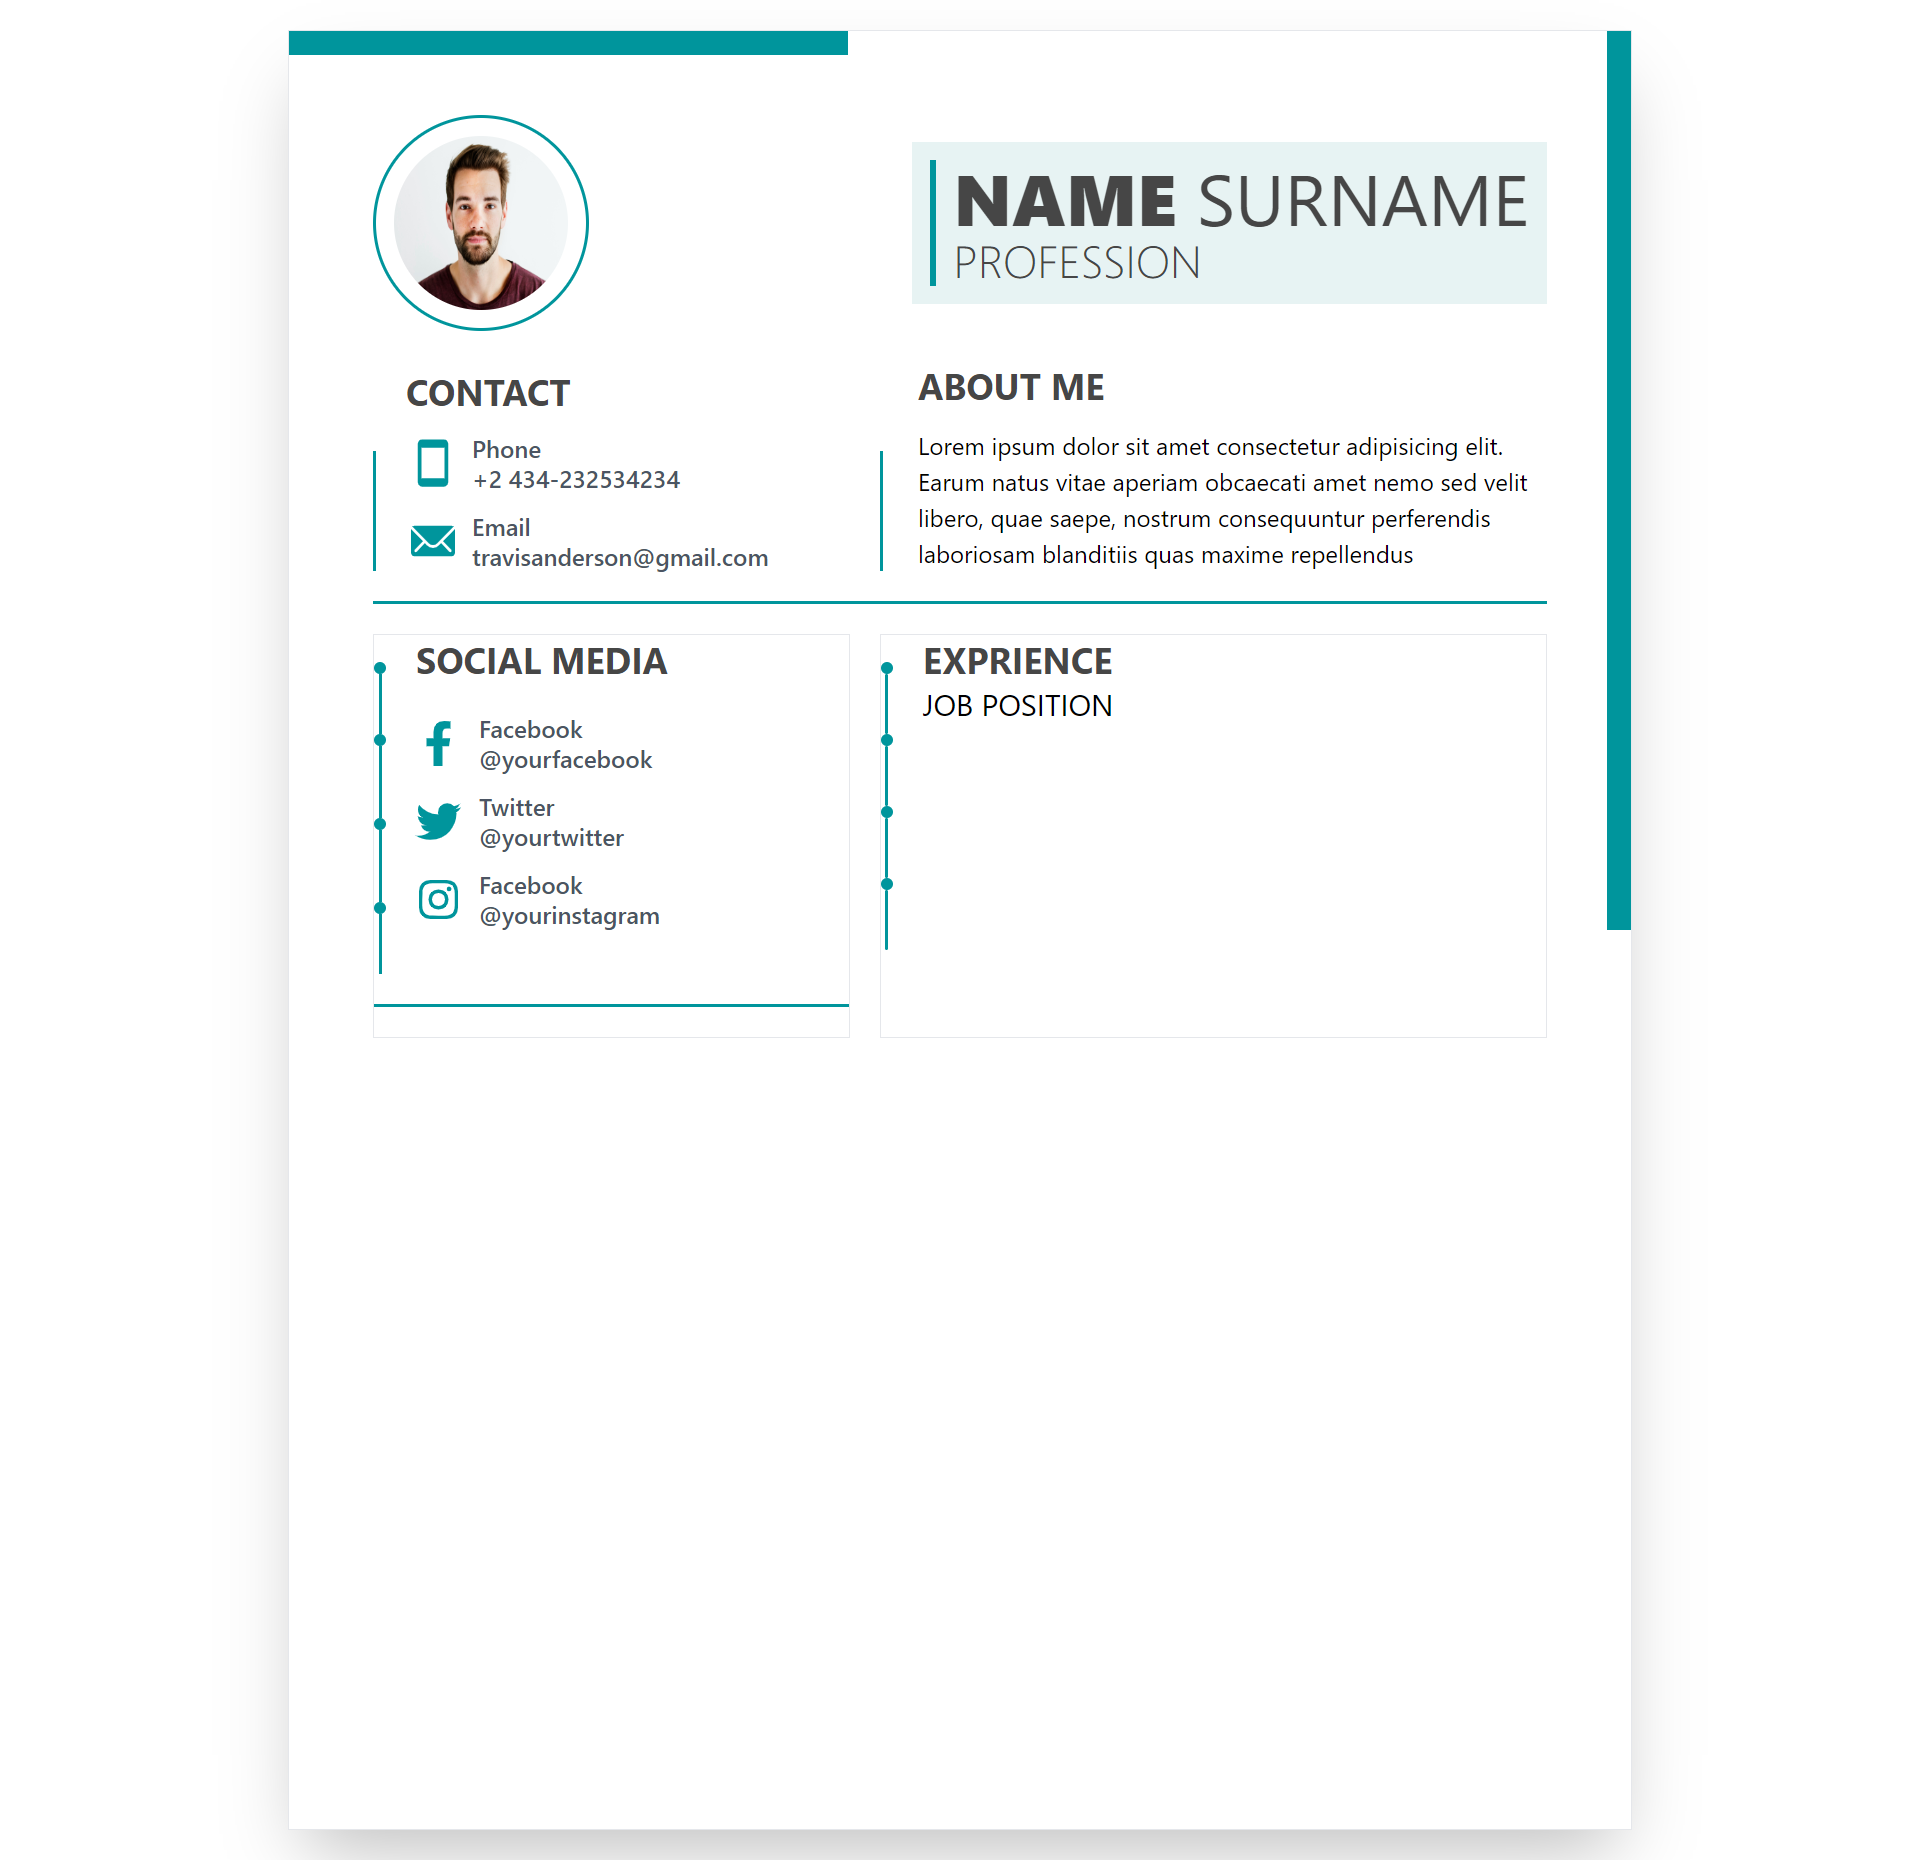 NAME SURNAME
PROFESSION
CONTACT
Phone
+2 434-232534234
Email
travisanderson@gmail.com
ABOUT ME
Lorem ipsum dolor sit amet consectetur adipisicing elit.
Earum natus vitae aperiam obcaecati amet nemo sed velit
libero, quae saepe, nostrum consequuntur perferendis
laboriosam blanditiis quas maxime repellendus
SOCIAL MEDIA
Facebook
@yourfacebook
Twitter
@yourtwitter
Facebook
@yourinstagram
EXPRIENCE
JOB POSITION